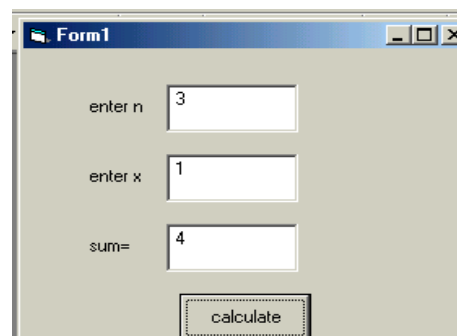 Form1
enter n
3
enter x
1
sum=
4
calculate